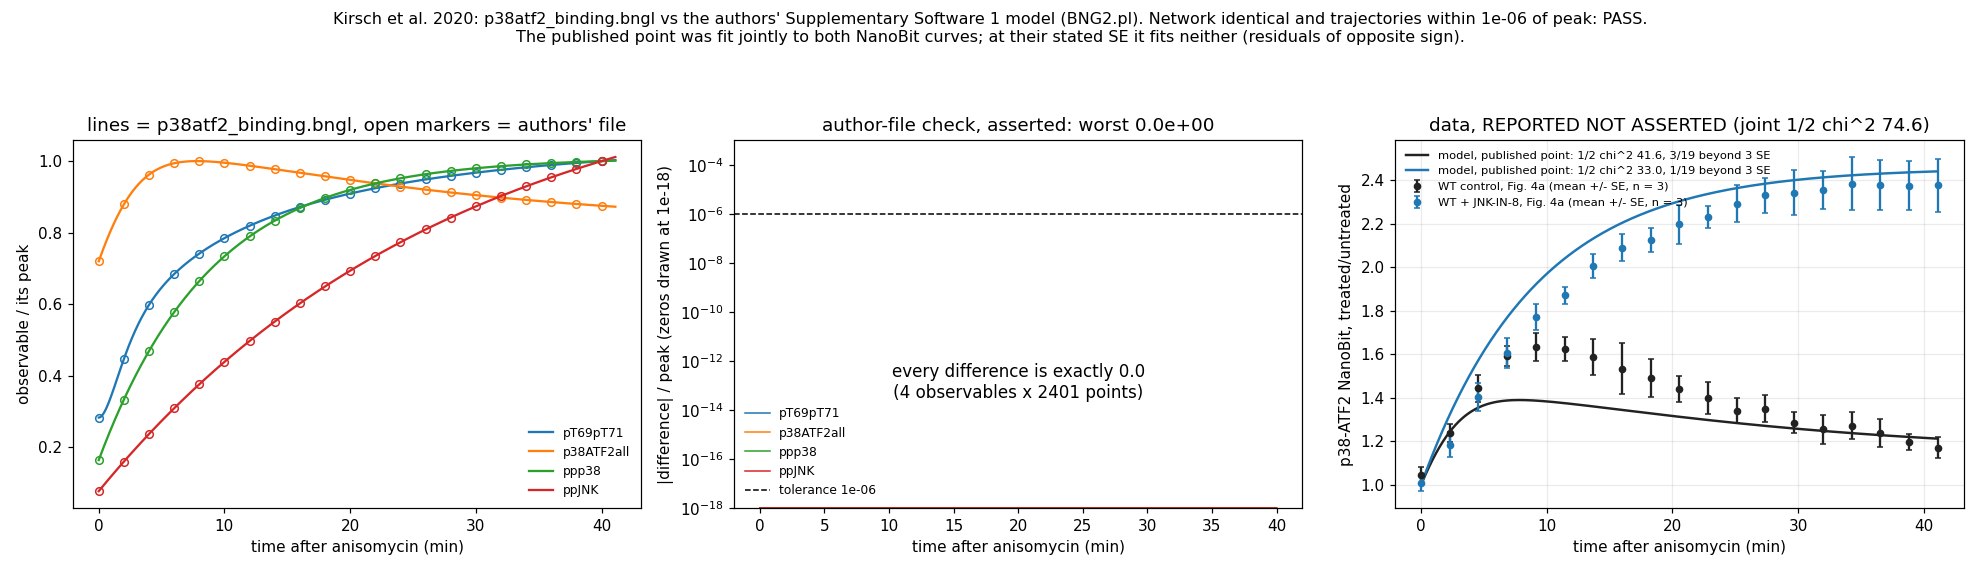 Kirsch et al. 2020: p38atf2_binding.bngl vs the authors' Supplementary Software 1 model (BNG2.pl). Network identical and trajectories within 1e-06 of peak: PASS.
The published point was fit jointly to both NanoBit curves; at their stated SE it fits neither (residuals of opposite sign).
lines = p38atf2_binding.bngl, open markers = authors' file
observable / its peak
1.0
0.8
0.6
0.4
0.2
pT69pT71
p38ATF2all
ppp38
ppJNK
0 10 20 30 40
time after anisomycin (min)
author-file check, asserted: worst 0.0e+00
|difference| / peak (zeros drawn at 1e-18)
10^-4
10^-6
10^-8
10^-10
10^-12
10^-14
10^-16
10^-18
every difference is exactly 0.0
(4 observables x 2401 points)
pT69pT71
p38ATF2all
ppp38
ppJNK
tolerance 1e-06
0 5 10 15 20 25 30 35 40
time after anisomycin (min)
data, REPORTED NOT ASSERTED (joint 1/2 chi^2 74.6)
p38-ATF2 NanoBit, treated/untreated
model, published point: 1/2 chi^2 41.6, 3/19 beyond 3 SE
model, published point: 1/2 chi^2 33.0, 1/19 beyond 3 SE
WT control, Fig. 4a (mean +/- SE, n = 3)
WT + JNK-IN-8, Fig. 4a (mean +/- SE, n = 3)
2.4
2.2
2.0
1.8
1.6
1.4
1.2
1.0
0 10 20 30 40
time after anisomycin (min)